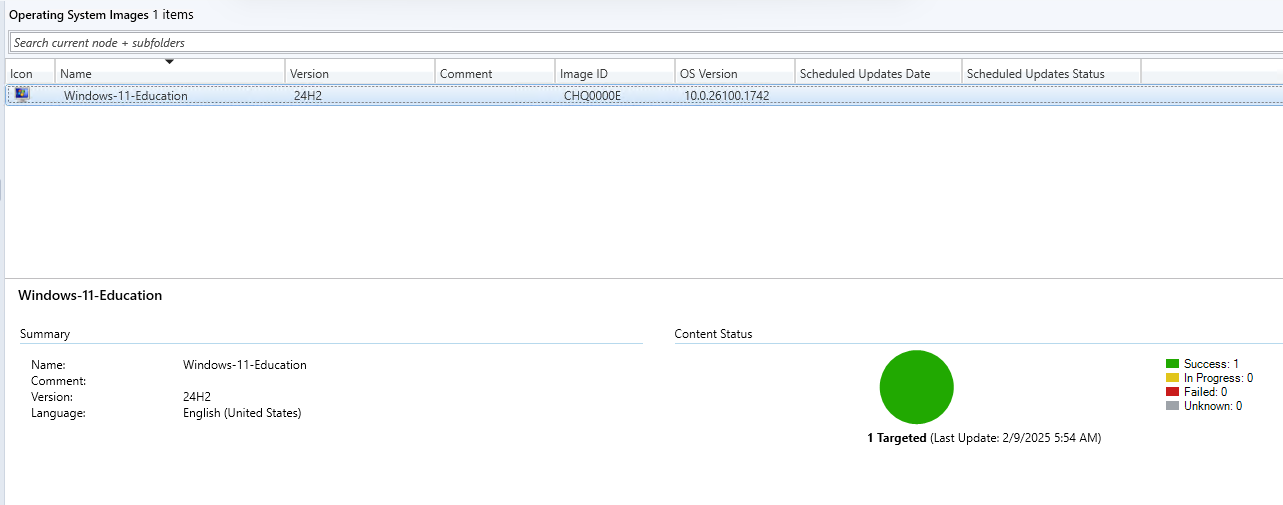 Operating System Images 1 items
Search current node + subfolders
Icon Name Version Comment Image ID OS Version Scheduled Updates Date Scheduled Updates Status
Windows-11-Education 24H2 CHQ0000E 10.0.26100.1742
Windows-11-Education
Summary
Name: Windows-11-Education
Comment:
Version: 24H2
Language: English (United States)
Content Status
Success: 1
In Progress: 0
Failed: 0
Unknown: 0
1 Targeted (Last Update: 2/9/2025 5:54 AM)